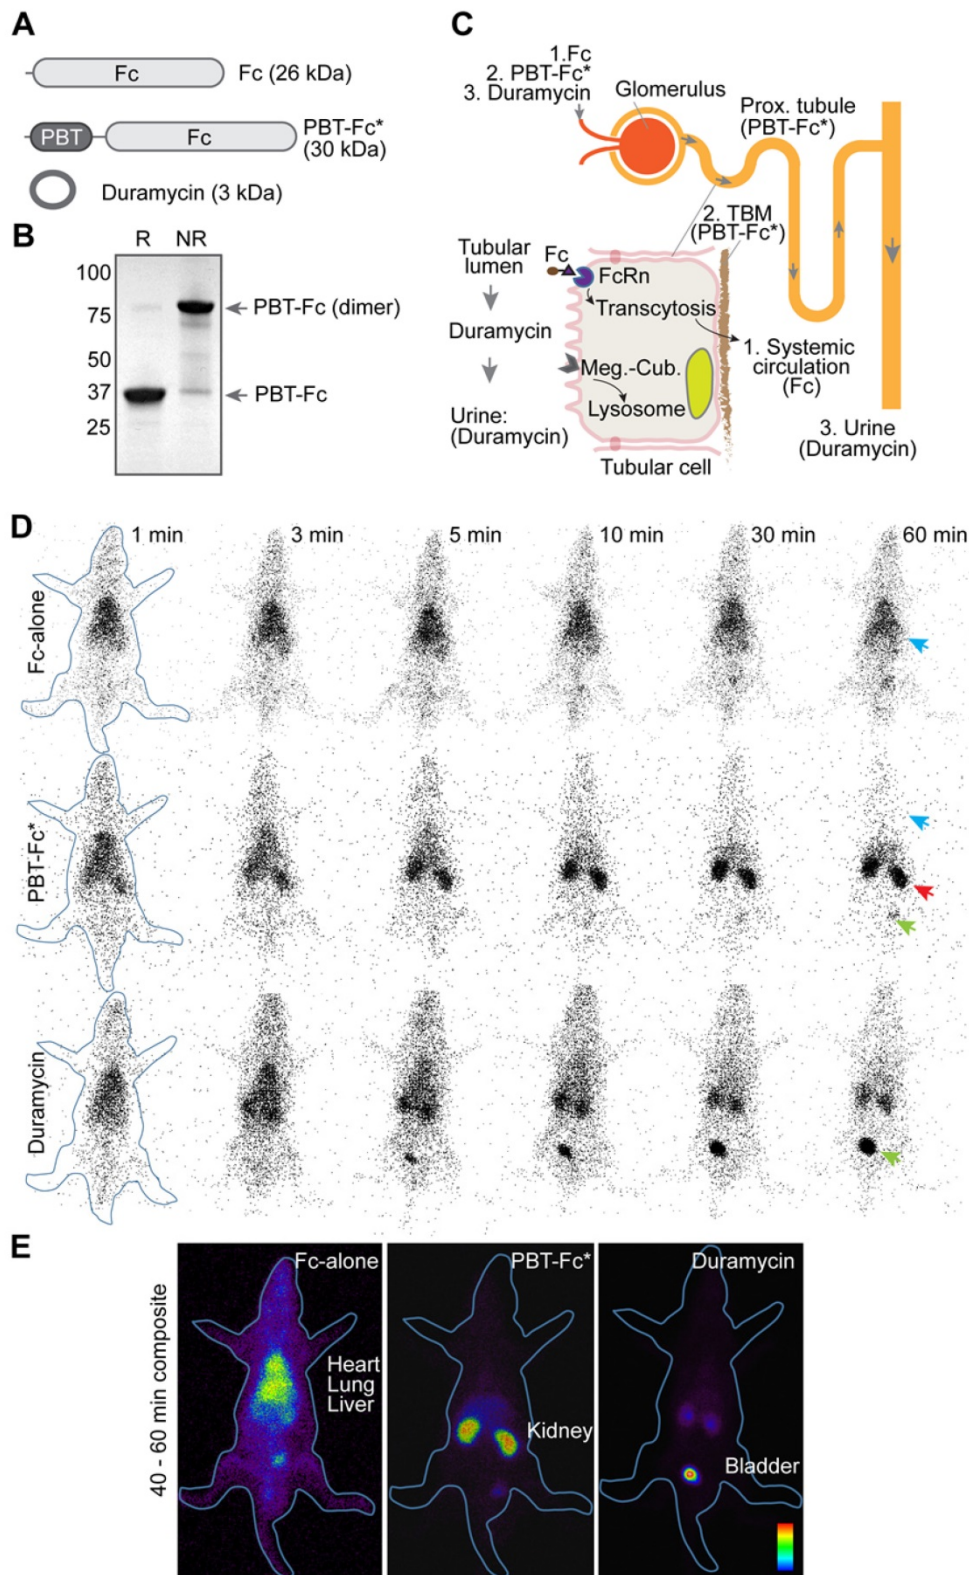 A
Fc
Fc (26 kDa)
PBT
Fc
PBT-Fc*
(30 kDa)
Duramycin (3 kDa)
B
R NR
100
75
50
37
25
PBT-Fc (dimer)
PBT-Fc
C
1.Fc
2. PBT-Fc*
3. Duramycin
Glomerulus
Prox. tubule
(PBT-Fc*)
2. TBM
(PBT-Fc*)
Tubular
lumen
Fc
FcRn
Transcytosis
Duramycin
1. Systemic
circulation
(Fc)
Meg.-Cub.
Lysosome
Urine:
(Duramycin)
3. Urine
(Duramycin)
Tubular cell
D
1 min 3 min 5 min 10 min 30 min 60 min
Fc-alone
PBT-Fc*
Duramycin
E
40 - 60 min composite
Fc-alone
Heart
Lung
Liver
PBT-Fc*
Kidney
Duramycin
Bladder